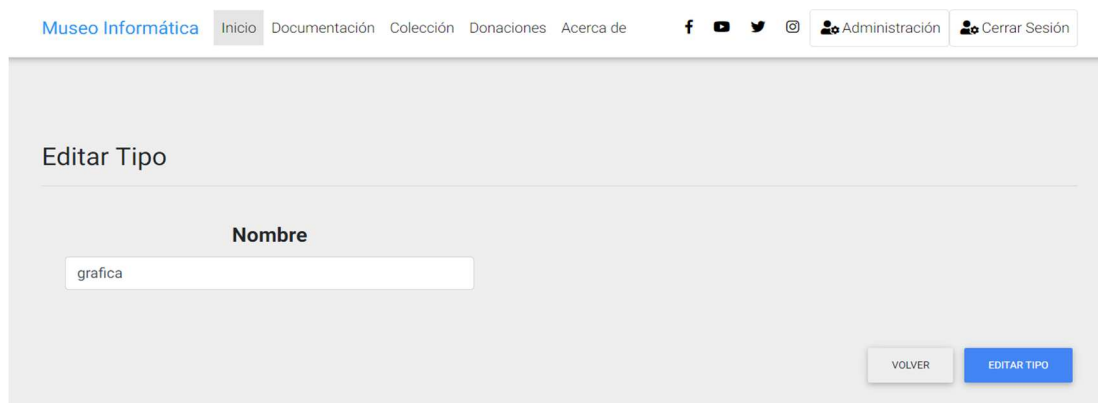 Museo Informática Inicio Documentación Colección Donaciones Acerca de Administración Cerrar Sesión
Editar Tipo
Nombre
grafica
VOLVER EDITAR TIPO